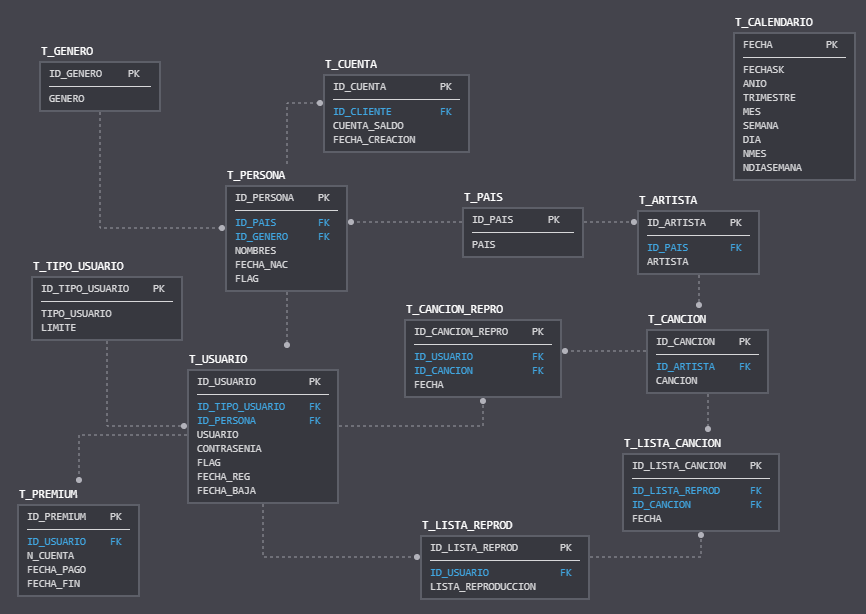 T_CALENDARIO
FECHA PK
FECHASK
ANIO
TRIMESTRE
MES
SEMANA
DIA
NMES
NDIASEMANA
T_GENERO
ID_GENERO PK
GENERO
T_CUENTA
ID_CUENTA PK
ID_CLIENTE FK
CUENTA_SALDO
FECHA_CREACION
T_PERSONA
ID_PERSONA PK
ID_PAIS FK
ID_GENERO FK
NOMBRES
FECHA_NAC
FLAG
T_PAIS
ID_PAIS PK
PAIS
T_ARTISTA
ID_ARTISTA PK
ID_PAIS FK
ARTISTA
T_TIPO_USUARIO
ID_TIPO_USUARIO PK
TIPO_USUARIO
LIMITE
T_CANCION_REPRO
ID_CANCION_REPRO PK
ID_USUARIO FK
ID_CANCION FK
FECHA
T_CANCION
ID_CANCION PK
ID_ARTISTA FK
CANCION
T_USUARIO
ID_USUARIO PK
ID_TIPO_USUARIO FK
ID_PERSONA FK
USUARIO
CONTRASENIA
FLAG
FECHA_REG
FECHA_BAJA
T_LISTA_CANCION
ID_LISTA_CANCION PK
ID_LISTA_REPROD FK
ID_CANCION FK
FECHA
T_PREMIUM
ID_PREMIUM PK
ID_USUARIO FK
N_CUENTA
FECHA_PAGO
FECHA_FIN
T_LISTA_REPROD
ID_LISTA_REPROD PK
ID_USUARIO FK
LISTA_REPRODUCCION